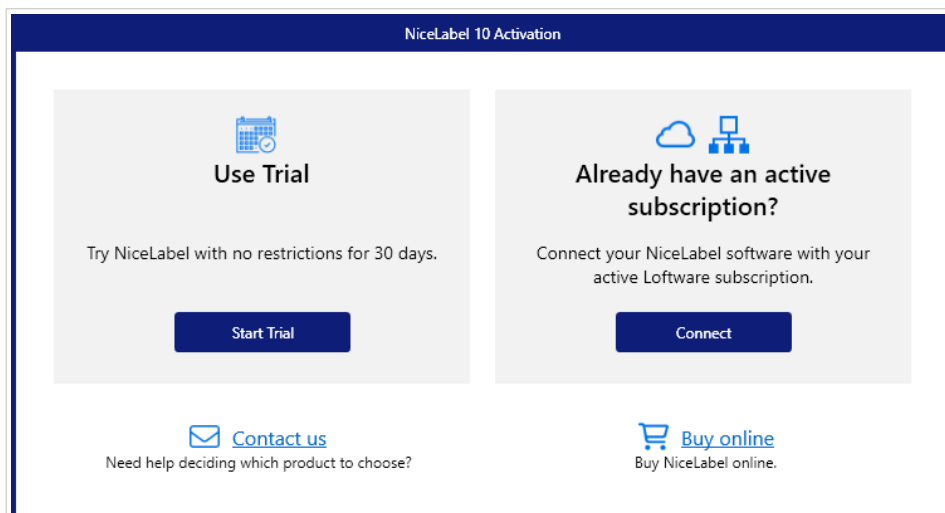 NiceLabel 10 Activation
Use Trial
Try NiceLabel with no restrictions for 30 days.
Start Trial
Already have an active
subscription?
Connect your NiceLabel software with your
active Loftware subscription.
Connect
Contact us
Need help deciding which product to choose?
Buy online
Buy NiceLabel online.